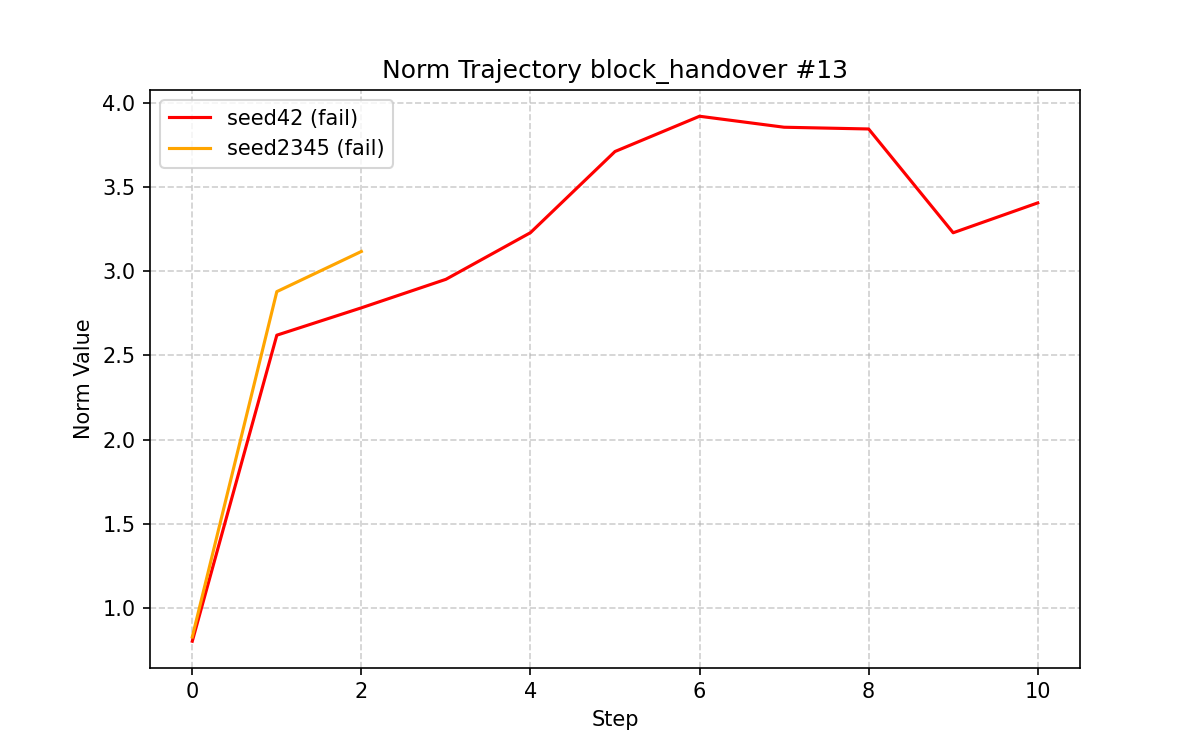 Norm Trajectory block_handover #13
seed42 (fail)
seed2345 (fail)
Norm Value
4.0
3.5
3.0
2.5
2.0
1.5
1.0
0 2 4 6 8 10
Step